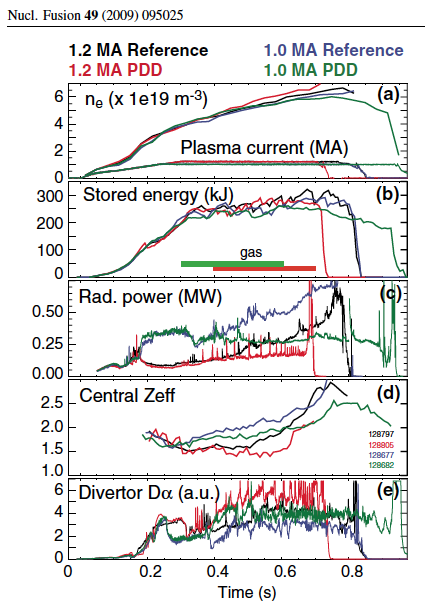 Nucl. Fusion 49 (2009) 095025
1.2 MA Reference 1.0 MA Reference
1.2 MA PDD 1.0 MA PDD
(a)
6
ne (x 1e19 m-3)
4
Plasma current (MA)
2
0
Stored energy (kJ) (b)
300
200
gas
100
0
Rad. power (MW) (c)
0.50
0.25
0.00
Central Zeff (d)
2.5
2.0
128797
128805
1.5
128677
128682
1.0
Divertor Dα (a.u.) (e)
6
4
2
0
0 0.2 0.4 0.6 0.8
Time (s)